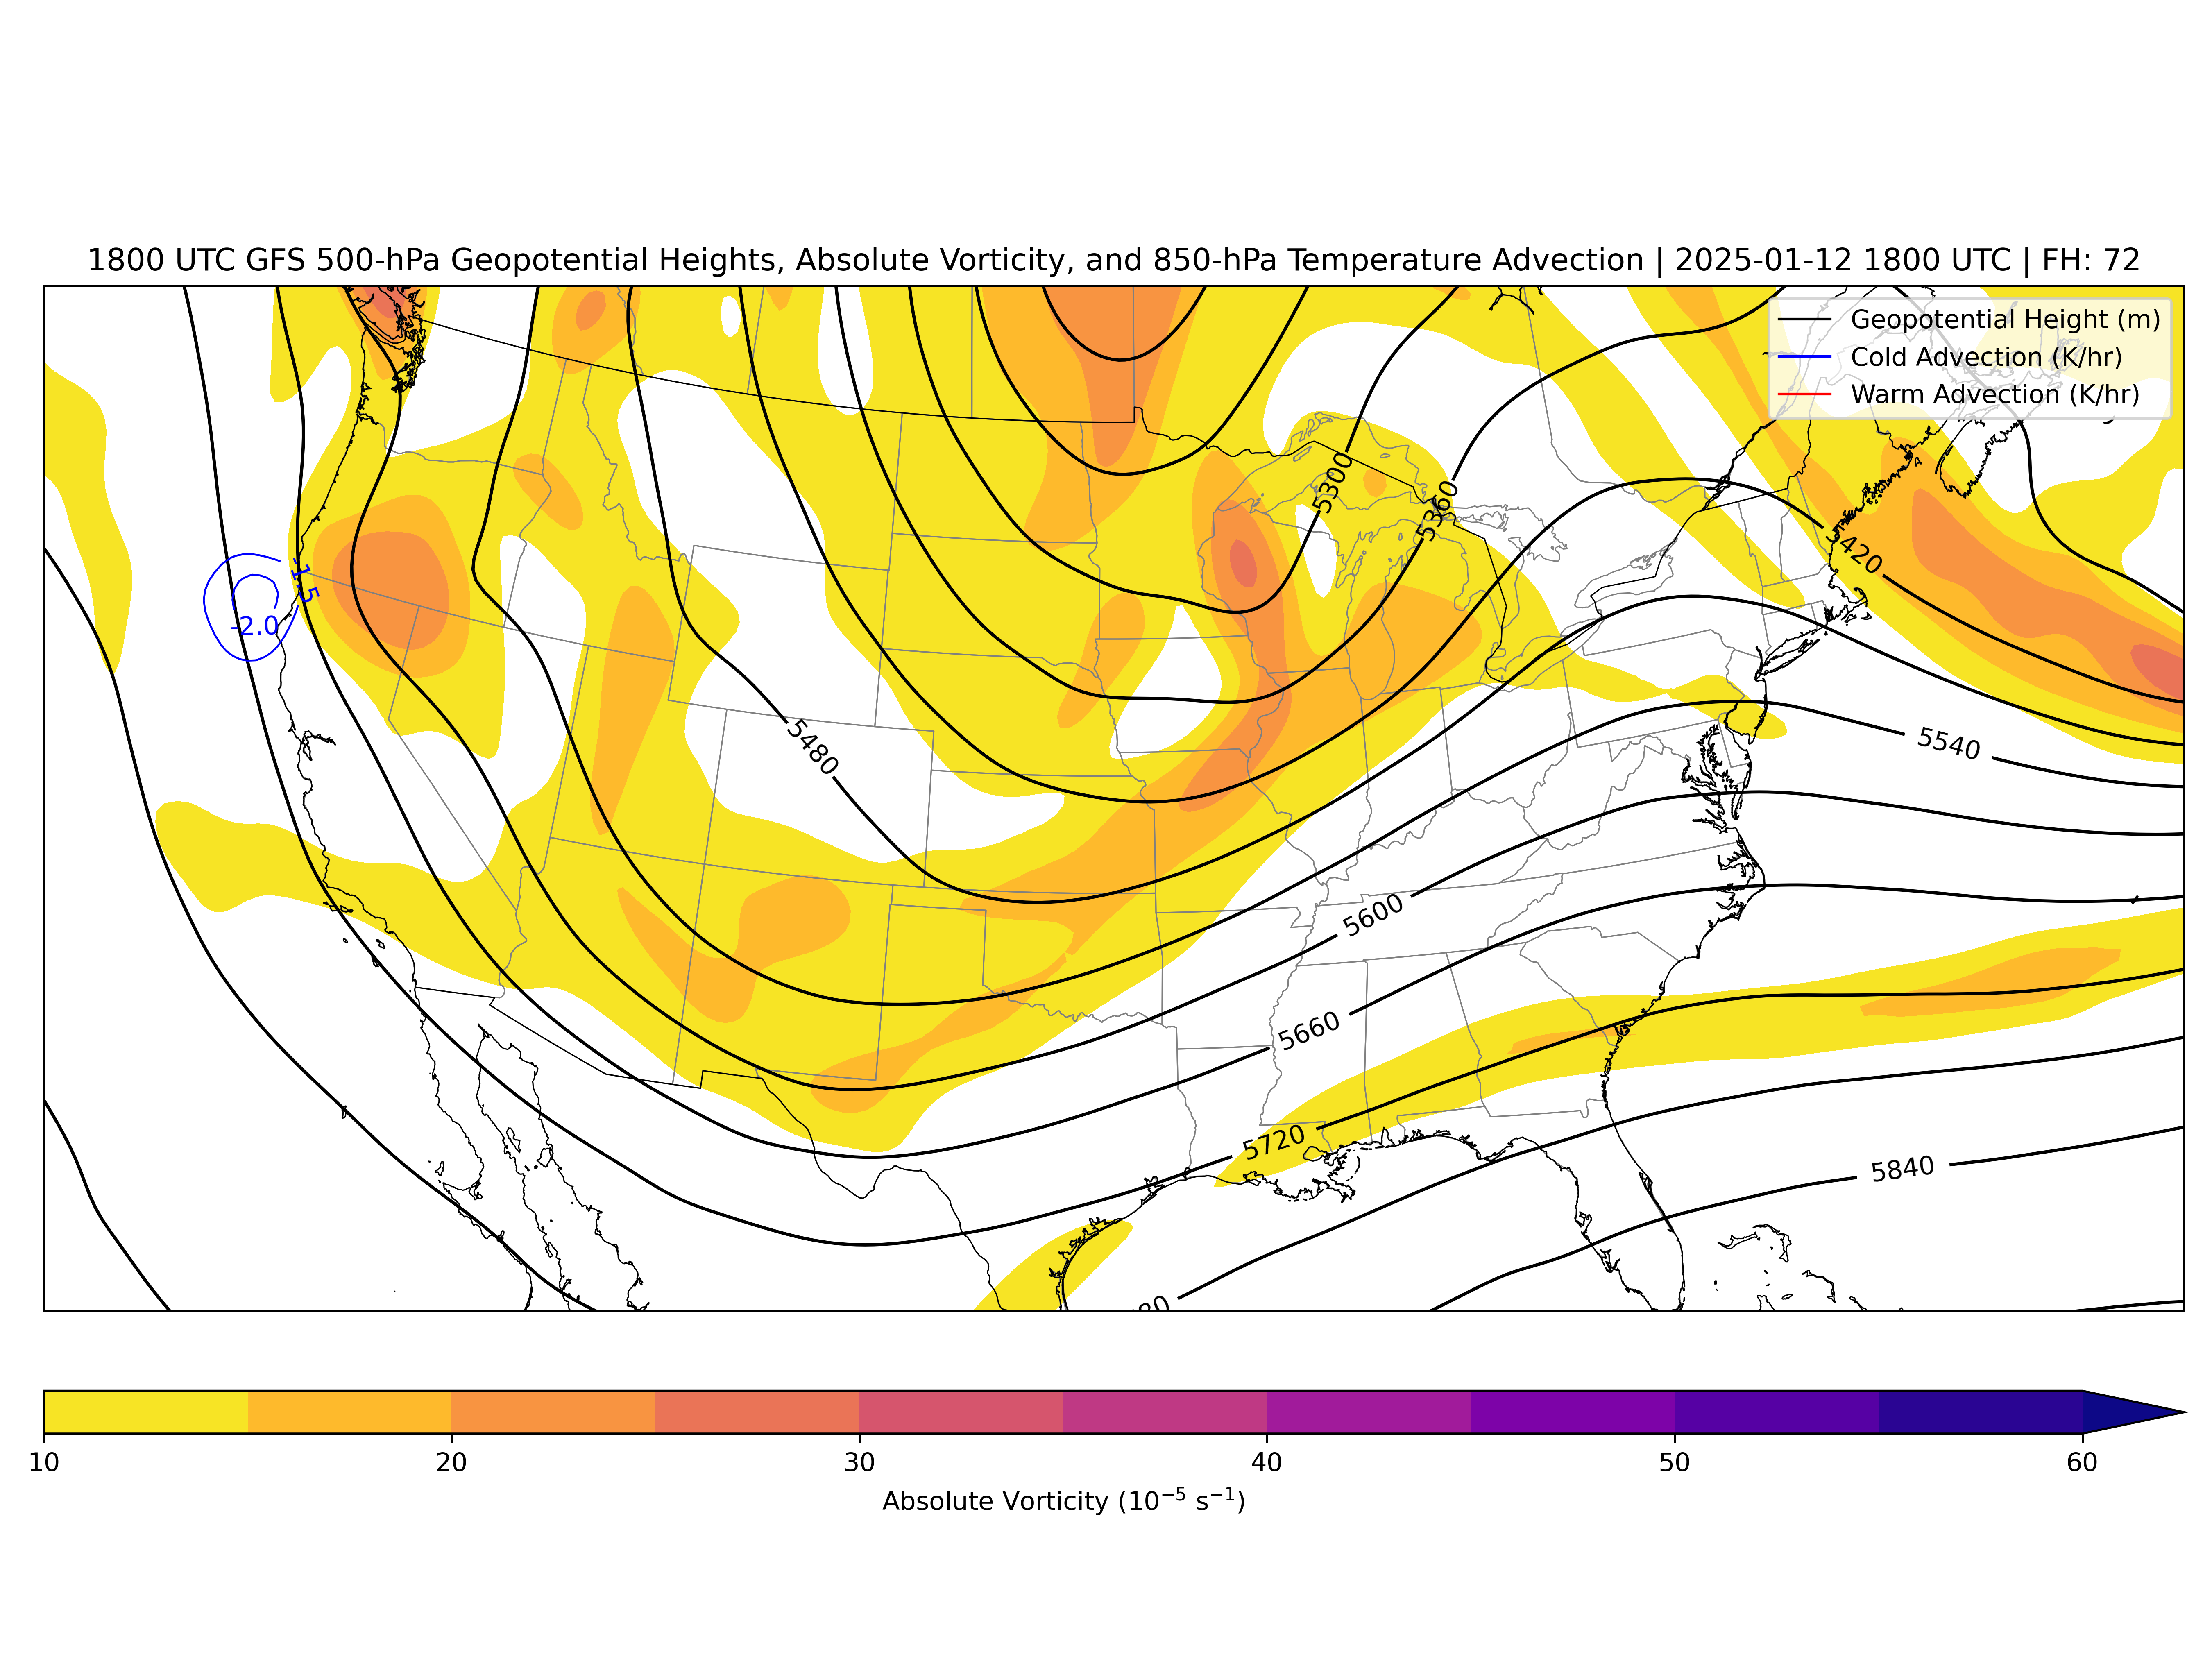 1800 UTC GFS 500-hPa Geopotential Heights, Absolute Vorticity, and 850-hPa Temperature Advection | 2025-01-12 1800 UTC | FH: 72
Geopotential Height (m)
Cold Advection (K/hr)
Warm Advection (K/hr)
5300
5360
5420
-1.5
-2.0
5480
5540
5600
5660
5720
5840
80
10 20 30 40 50 60
Absolute Vorticity (10⁻⁵ s⁻¹)